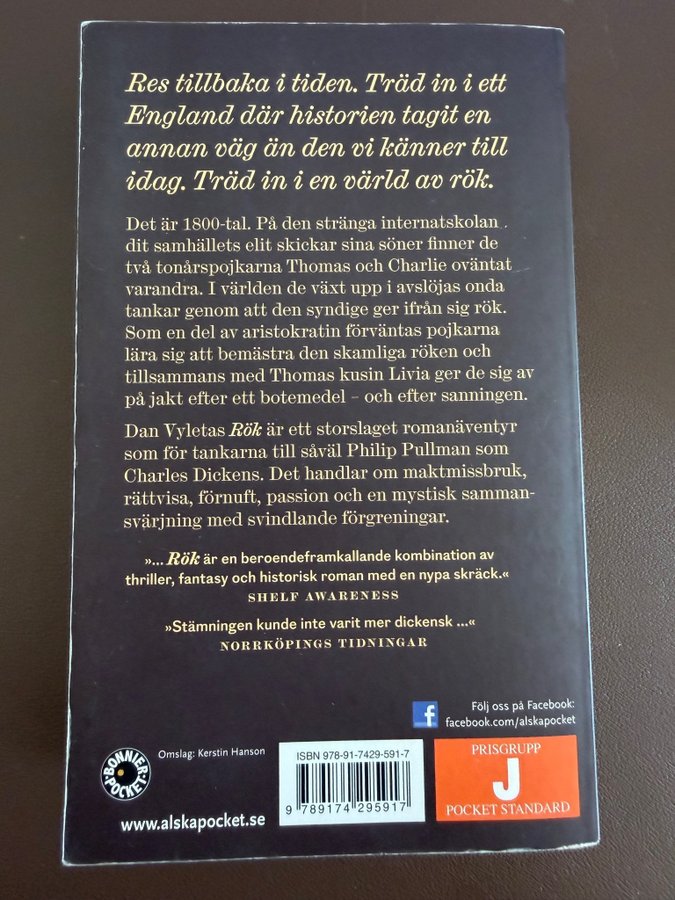 Res tillbaka i tiden. Träd in i ett
England där historien tagit en
annan väg än den vi känner till
idag. Träd in i en värld av rök.
Det är 1800-tal. På den stränga internatskolan
dit samhällets elit skickar sina söner finner de
två tonårspojkarna Thomas och Charlie oväntat
varandra. I världen de växt upp i avslöjas onda
tankar genom att den syndige ger ifrån sig rök.
Som en del av aristokratin förväntas pojkarna
lära sig att bemästra den skamliga röken och
tillsammans med Thomas kusin Livia ger de sig av
på jakt efter ett botemedel – och efter sanningen.
Dan Vyletas Rök är ett storslaget romanäventyr
som för tankarna till såväl Philip Pullman som
Charles Dickens. Det handlar om maktmissbruk,
rättvisa, förnuft, passion och en mystisk samman-
svärjning med svindlande förgreningar.
»... Rök är en beroendeframkallande kombination av
thriller, fantasy och historisk roman med en nypa skräck.«
SHELF AWARENESS
»Stämningen kunde inte varit mer dickensk ...«
NORRKÖPINGS TIDNINGAR
f
Följ oss på Facebook:
facebook.com/alskapocket
BONNIER POCKET
Omslag: Kerstin Hanson
www.alskapocket.se
ISBN 978-91-7429-591-7
9 789174 295917
PRISGRUPP
J
POCKET STANDARD